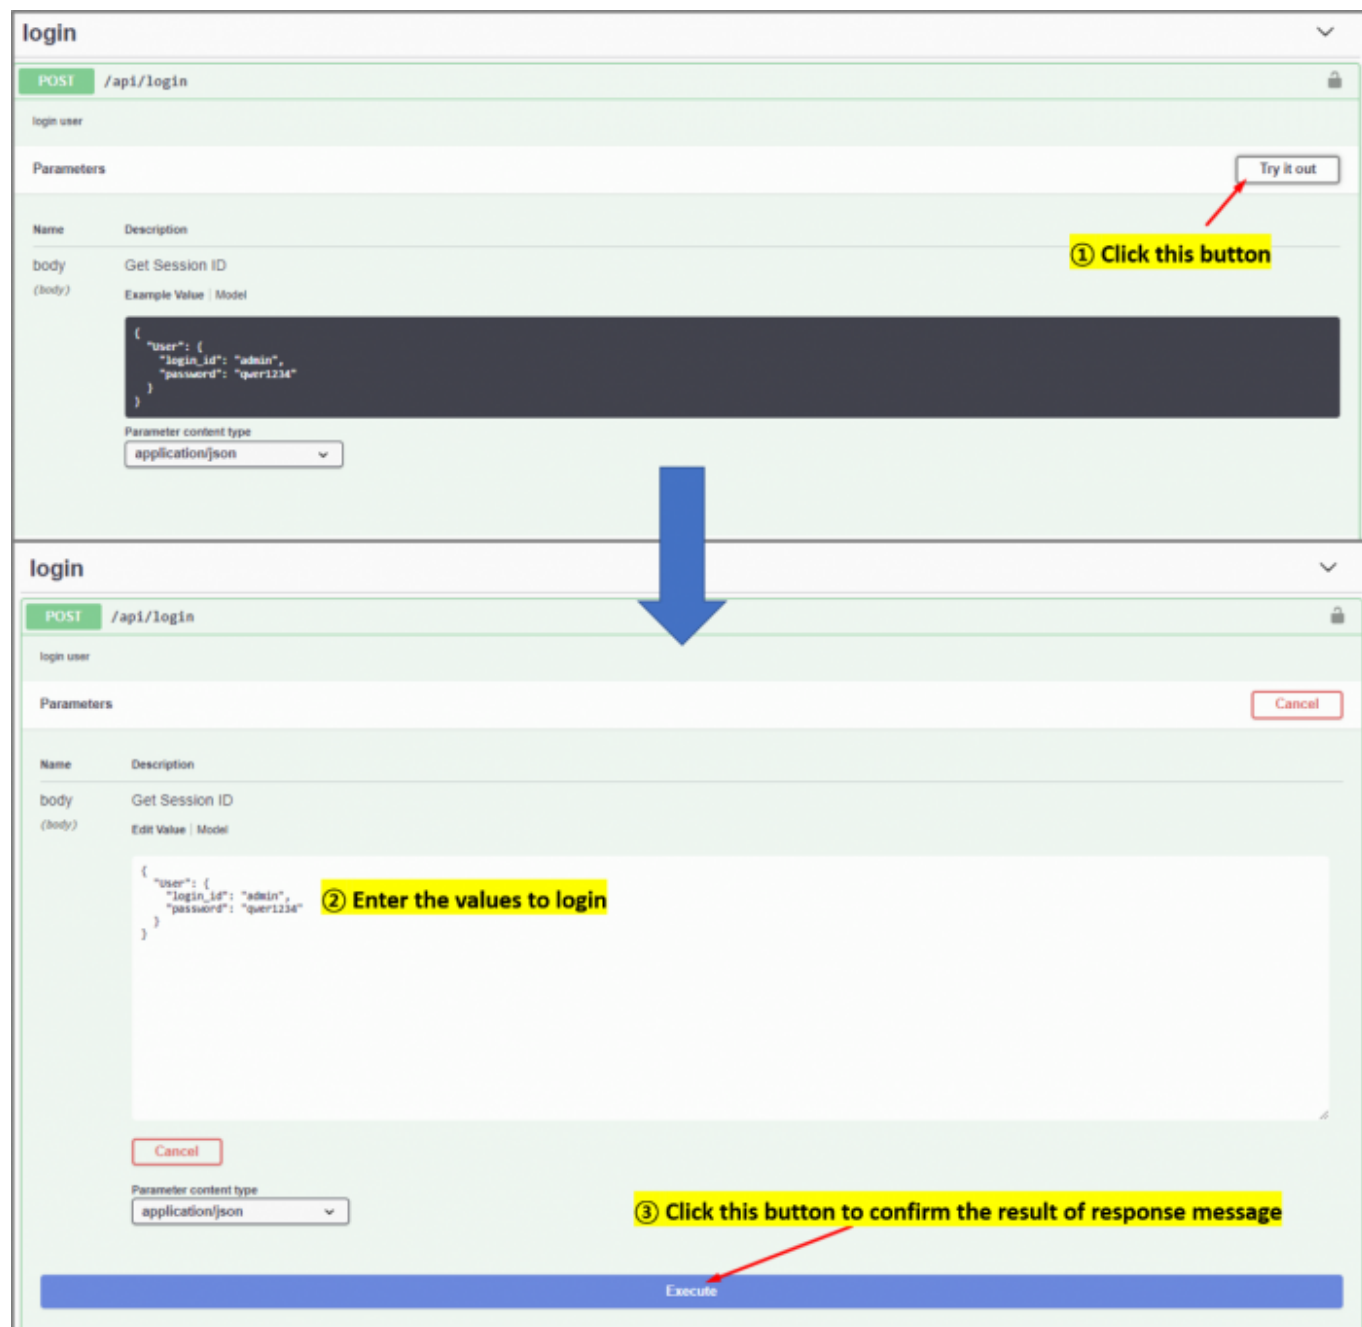 login
POST /api/login
login user
Parameters
Try it out
① Click this button
Name Description
body Get Session ID
(body) Example Value | Model
{
"User": {
"login_id": "admin",
"password": "qwer1234"
}
}
Parameter content type
application/json
login
POST /api/login
login user
Parameters
Cancel
Name Description
body Get Session ID
(body) Edit Value | Model
{
"User": {
"login_id": "admin",
"password": "qwer1234"
}
}
② Enter the values to login
Cancel
Parameter content type
application/json
③ Click this button to confirm the result of response message
Execute